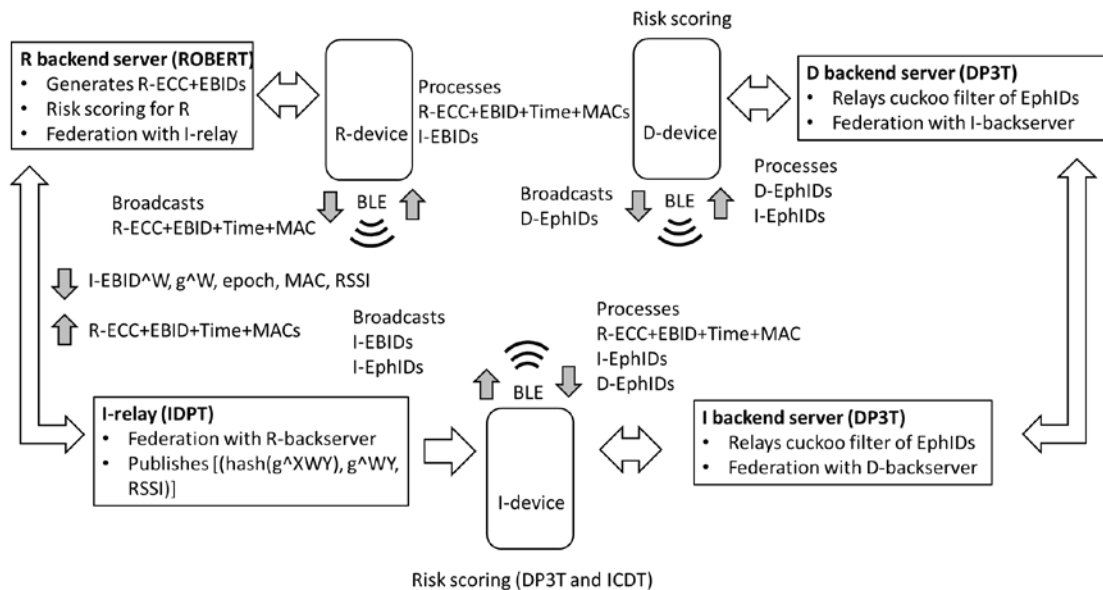 Risk scoring
R backend server (ROBERT)
• Generates R-ECC+EBIDs
• Risk scoring for R
• Federation with I-relay
R-device
Processes
R-ECC+EBID+Time+MACs
I-EBIDs
D-device
D backend server (DP3T)
• Relays cuckoo filter of EphIDs
• Federation with I-backserver
Broadcasts
R-ECC+EBID+Time+MAC
BLE
Broadcasts
D-EphIDs
BLE
Processes
D-EphIDs
I-EphIDs
I-EBID^W, g^W, epoch, MAC, RSSI
R-ECC+EBID+Time+MACs
Broadcasts
I-EBIDs
I-EphIDs
BLE
Processes
R-ECC+EBID+Time+MAC
I-EphIDs
D-EphIDs
I-relay (IDPT)
• Federation with R-backserver
• Publishes [(hash(g^XWY), g^WY,
RSSI)]
I-device
I backend server (DP3T)
• Relays cuckoo filter of EphIDs
• Federation with D-backserver
Risk scoring (DP3T and ICDT)